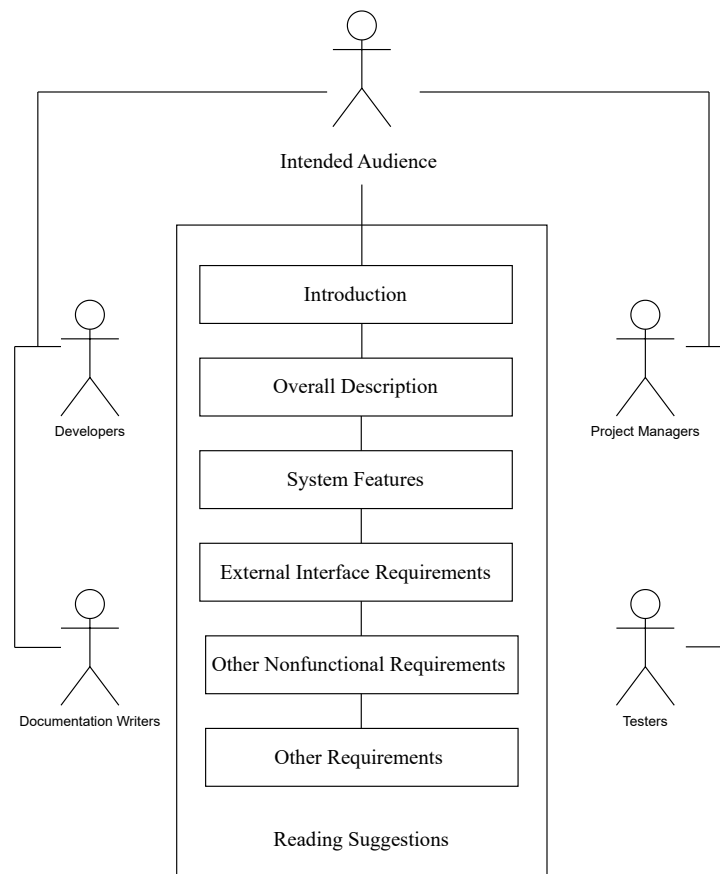 Intended Audience
Introduction
Overall Description
Developers
Project Managers
System Features
External Interface Requirements
Other Nonfunctional Requirements
Documentation Writers
Testers
Other Requirements
Reading Suggestions